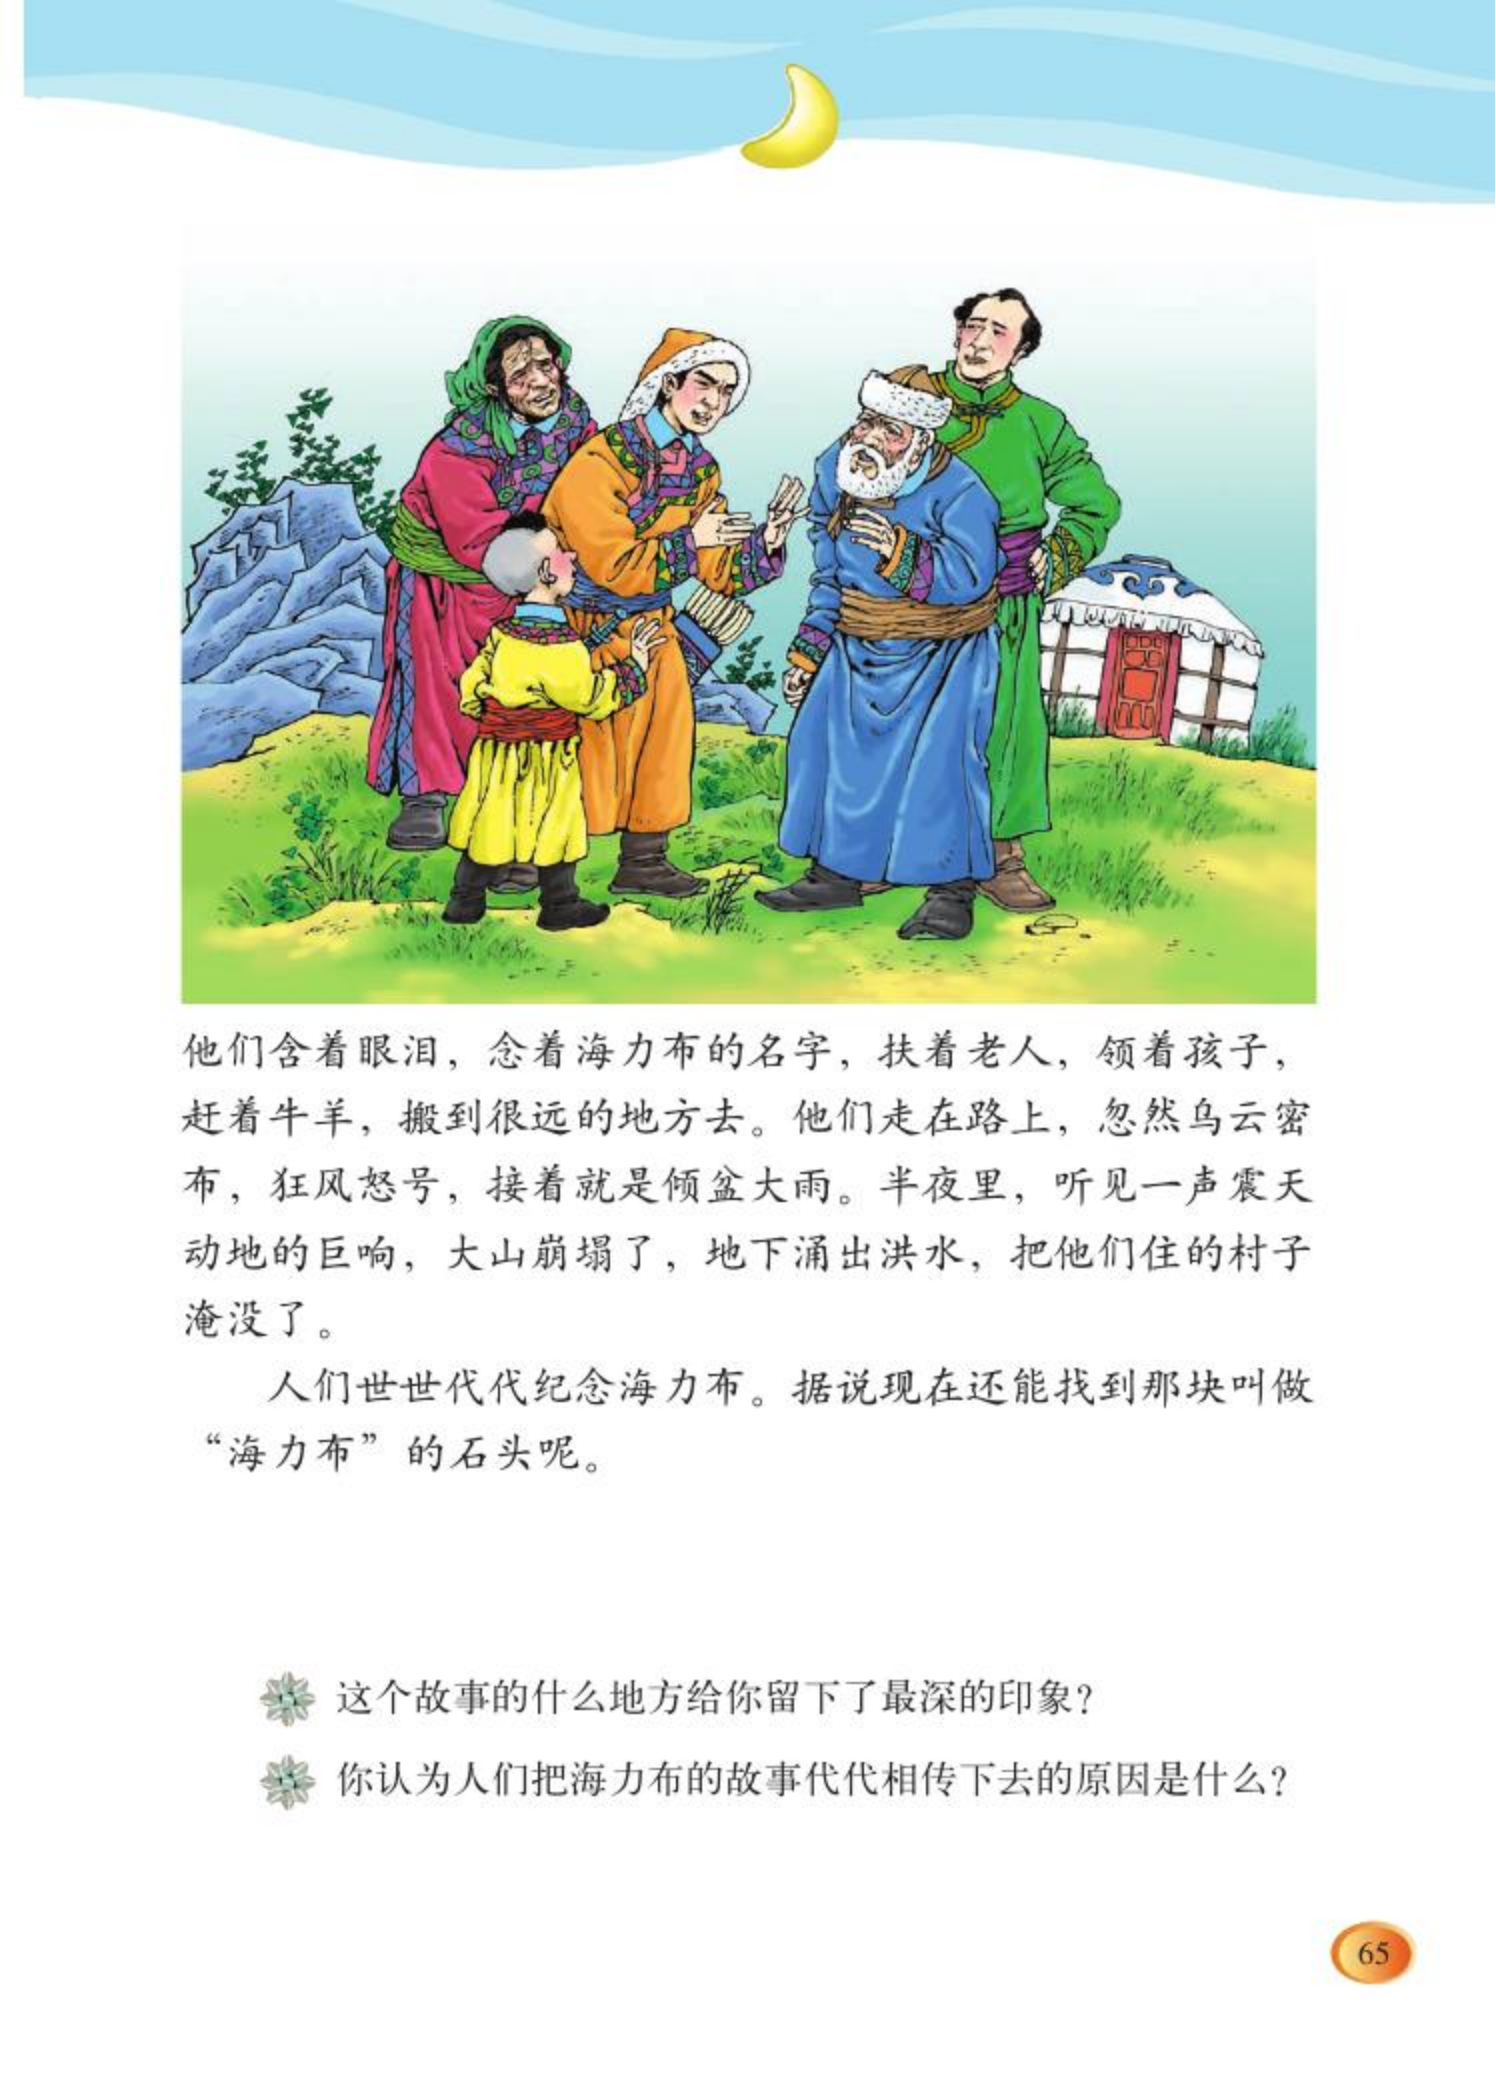 他们含着眼泪，念着海力布的名字，扶着老人，领着孩子，
赶着牛羊，搬到很远的地方去。他们走在路上，忽然乌云密
布，狂风怒号，接着就是倾盆大雨。半夜里，听见一声震天
动地的巨响，大山崩塌了，地下涌出洪水，把他们住的村子
淹没了。
人们世世代代纪念海力布。据说现在还能找到那块叫做
“海力布”的石头呢。
这个故事的什么地方给你留下了最深的印象？
你认为人们把海力布的故事代代相传下去的原因是什么？
65